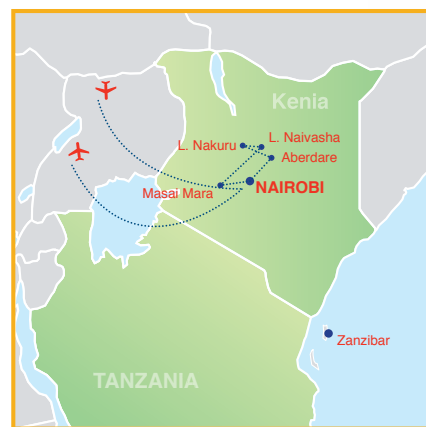 Kenia
L. Nakuru
L. Naivasha
Aberdare
Masai Mara
NAIROBI
Zanzibar
TANZANIA